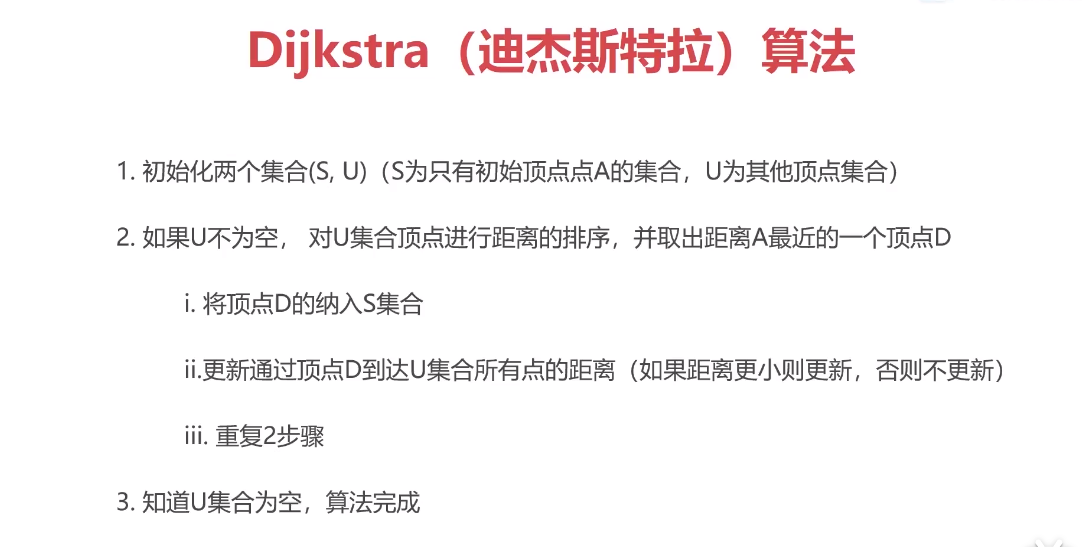 Dijkstra（迪杰斯特拉）算法
1. 初始化两个集合(S, U)（S为只有初始顶点点A的集合，U为其他顶点集合）
2. 如果U不为空， 对U集合顶点进行距离的排序，并取出距离A最近的一个顶点D
i. 将顶点D的纳入S集合
ii.更新通过顶点D到达U集合所有点的距离（如果距离更小则更新，否则不更新）
iii. 重复2步骤
3. 知道U集合为空，算法完成